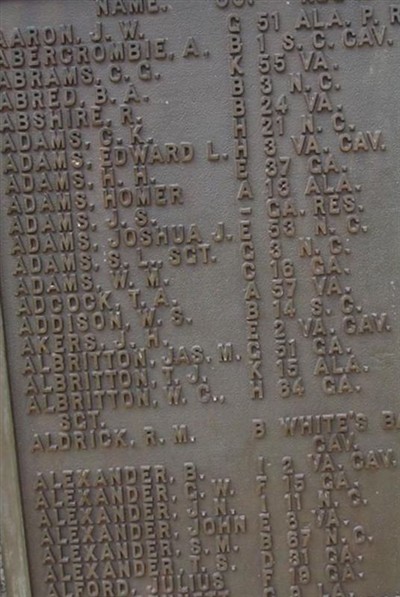 NAME. CO.
AARON, J. W. G 51 ALA. P. R
ABERCROMBIE, A. B 1 S. C. CAV.
ABRAMS, C. G. K 55 VA.
ABRED, B. A. B 3 N. C.
ABSHIRE, R. B 24 VA.
ADAMS, C. K. H 21 N. C.
ADAMS, EDWARD L. H 3 VA. CAV.
ADAMS, H. H. E 37 GA.
ADAMS, HOMER A 13 ALA.
ADAMS, J. S. – GA. RES.
ADAMS, JOSHUA J. E 53 N. C.
ADAMS, S. L., SGT. G 3 N. C.
ADAMS, W. M. C 16 GA.
ADCOCK, T. A. A 57 VA.
ADDISON, W. S. B 14 S. C.
AKERS, J. H. E 2 VA. CAV.
ALBRITTON, JAS. M. G 51 GA.
ALBRITTON, T. J. K 15 ALA.
ALBRITTON, W. C., H 64 GA.
SGT.
ALDRICK, R. M. B WHITE'S BA
CAV.
ALEXANDER, B. I 2 VA. CAV.
ALEXANDER, C. W. F 15 GA.
ALEXANDER, J. N. I 11 N. C.
ALEXANDER, JOHN E 8 VA.
ALEXANDER, S. M. B 67 N. C.
ALEXANDER, T. S. D 31 GA.
ALFORD, JULIUS F 18 GA.
LA.